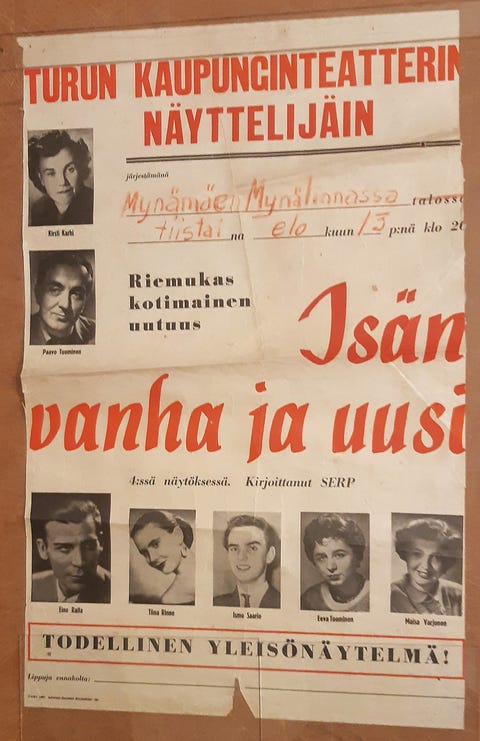 TURUN KAUPUNGINTEATTERIN
NÄYTTELIJÄIN
järjestämänä
Mynämäen Mynälinnassa talossa
tiistai na elo kuun 13 p:nä klo 20
Kirsti Karhi
Riemukas
kotimainen
uutuus
Paavo Tuominen
Isän
vanha ja uusi
4:ssä näytöksessä. Kirjoittanut SERP
Eino Ralla
Tiina Rinne
Ismo Saario
Eeva Tuominen
Maisa Varjunen
TODELLINEN YLEISÖNÄYTELMÄ!
Lippuja ennakolta: